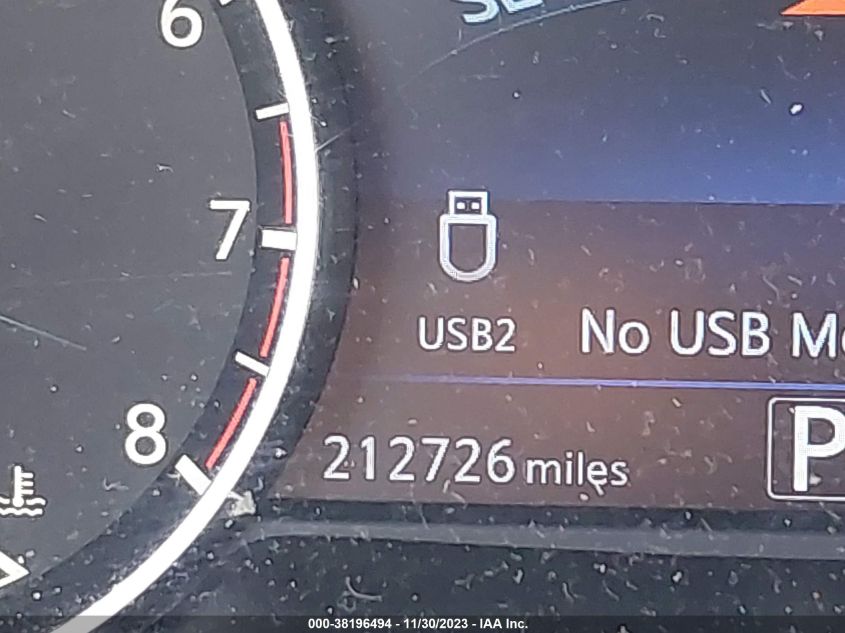 6
7
8
USB2
No USB
212726 miles
P
000-38196494 - 11/30/2023 - IAA Inc.